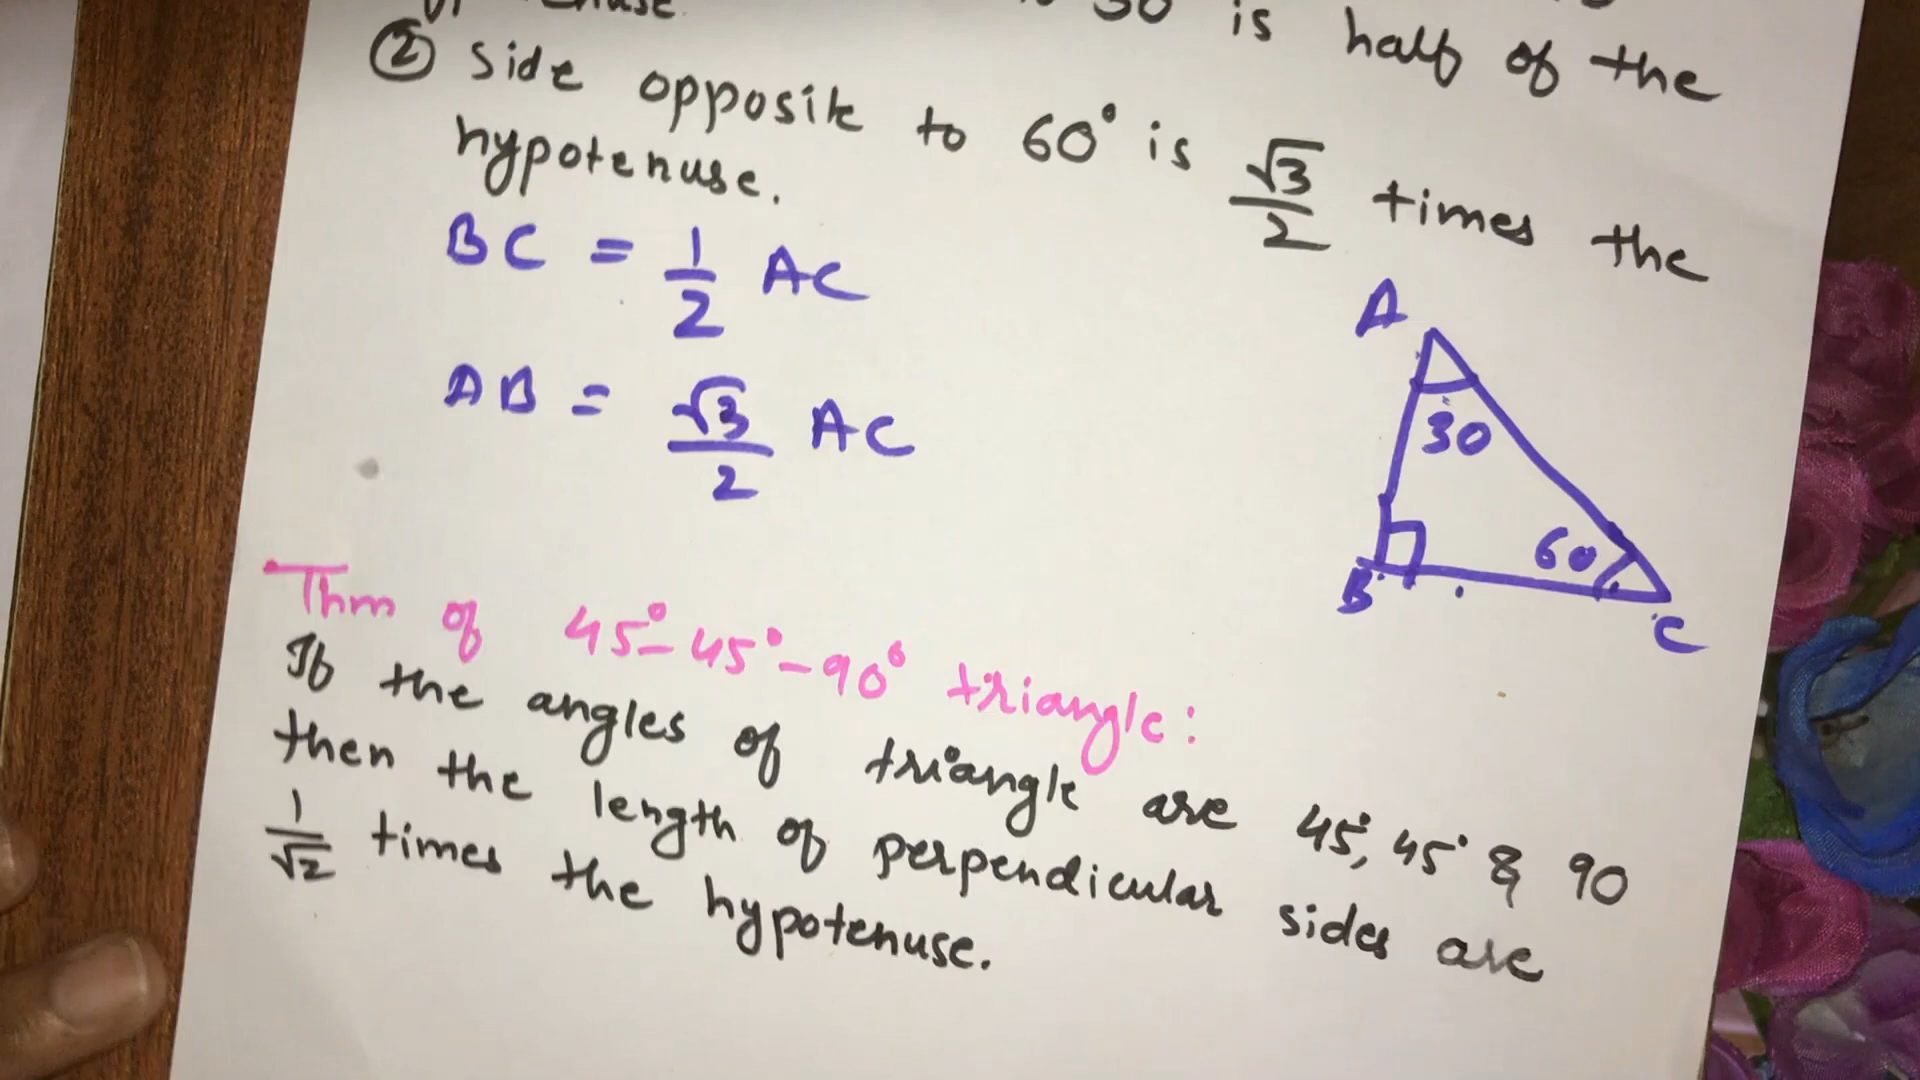 30 is half of the
② side opposite to 60° is √3/2 times the
hypotenuse.
BC = 1/2 AC
AB = √3/2 AC
A
30
60
B
C
Thm of 45°-45°-90° triangle:
If the angles of triangle are 45°, 45° & 90
then the length of perpendicular sides are
1/√2 times the hypotenuse.